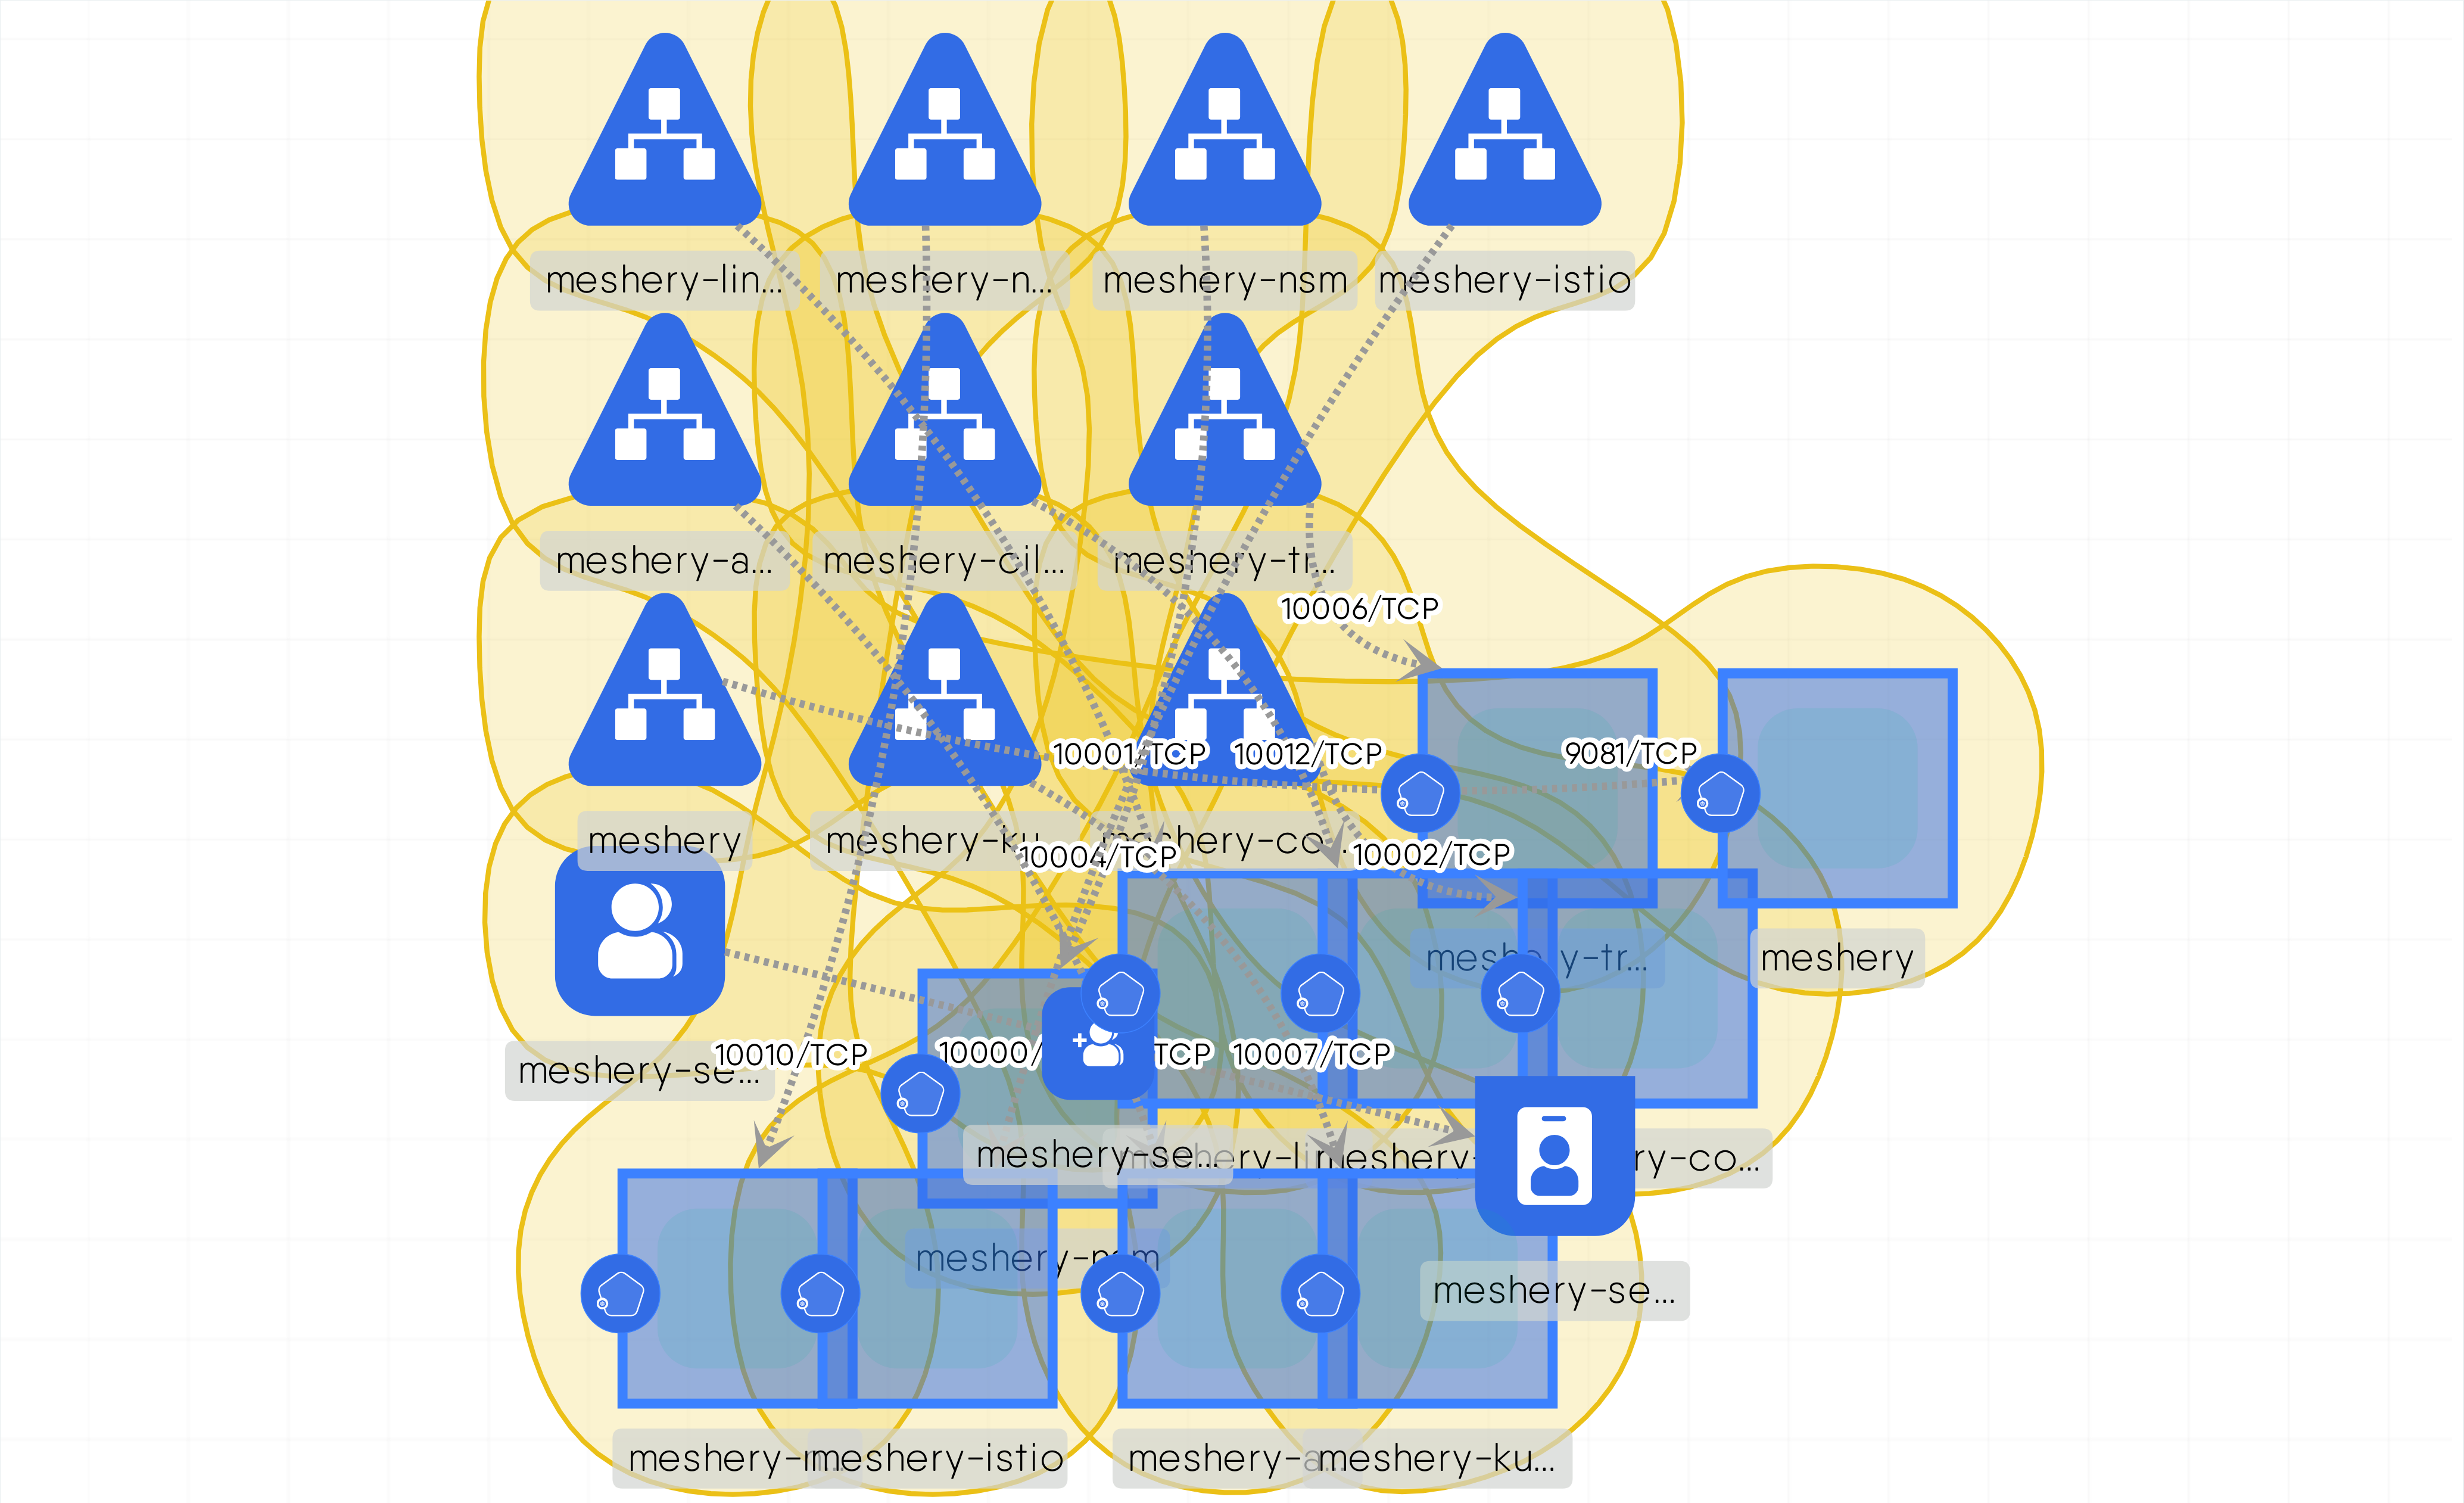 meshery-lin...
meshery-n...
meshery-nsm
meshery-istio
meshery-a...
meshery-cil...
meshery-tr...
10006/TCP
10001/TCP
10012/TCP
9081/TCP
meshery
meshery-ku...
meshery-co...
10004/TCP
10002/TCP
meshery-tr...
meshery
meshery-se...
10010/TCP
10000/
TCP
10007/TCP
meshery-se...
meshery-li
meshery-
ry-co...
meshery-nsm
meshery-se...
meshery-n...
meshery-istio
meshery-a...
meshery-ku...